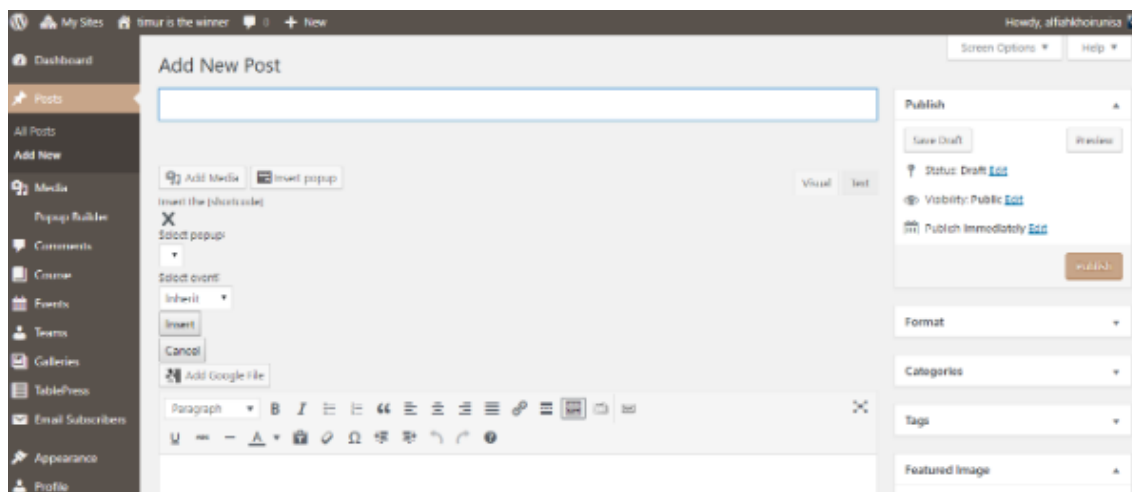 My Sites timur is the winner 0 + New
Howdy, alfiahkhoirunisa
Screen Options ▼ Help ▼
Dashboard
Posts
All Posts
Add New
Media
Popup Builder
Comments
Course
Events
Teams
Galleries
TablePress
Email Subscribers
Appearance
Profile
Add New Post
Add Media Insert popup
Visual Text
Insert the [shortcode]
X
Select popup:
Select event:
Inherit
Insert
Cancel
Add Google File
Paragraph
Publish
Save Draft Preview
Status: Draft Edit
Visibility: Public Edit
Publish immediately Edit
Publish
Format
Categories
Tags
Featured Image